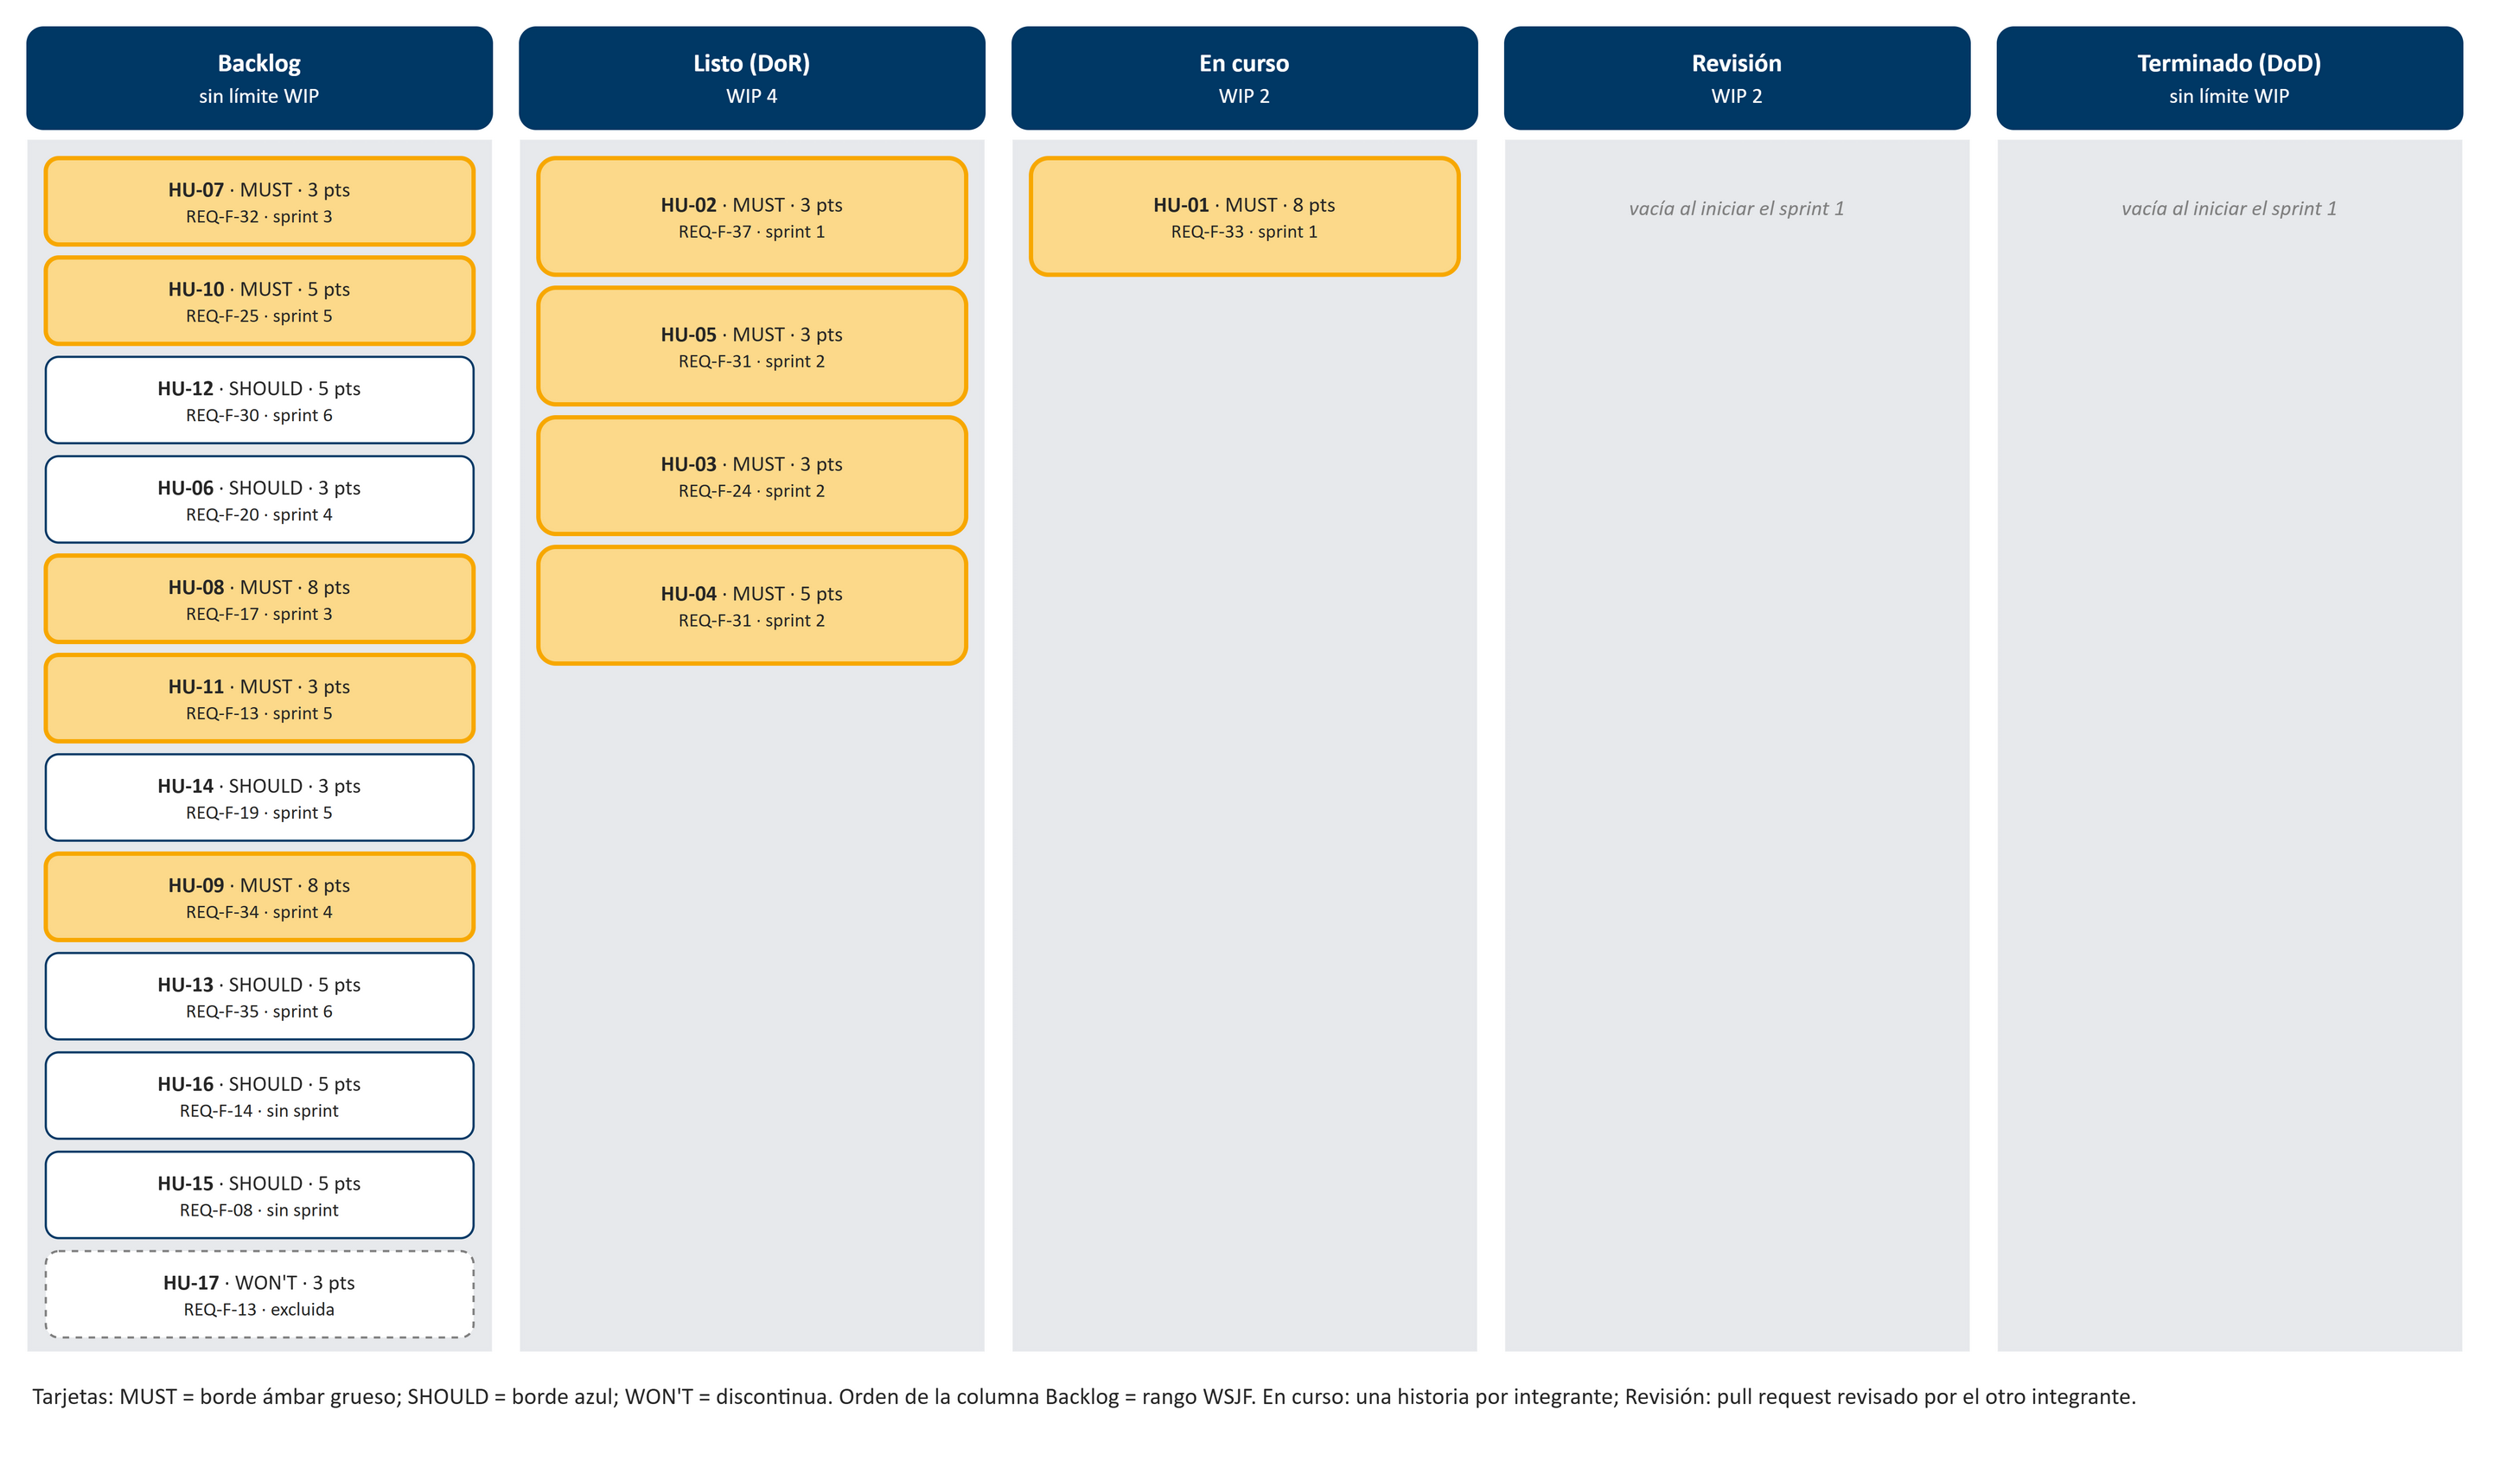 Backlog
sin límite WIP
HU-07 · MUST · 3 pts
REQ-F-32 · sprint 3
HU-10 · MUST · 5 pts
REQ-F-25 · sprint 5
HU-12 · SHOULD · 5 pts
REQ-F-30 · sprint 6
HU-06 · SHOULD · 3 pts
REQ-F-20 · sprint 4
HU-08 · MUST · 8 pts
REQ-F-17 · sprint 3
HU-11 · MUST · 3 pts
REQ-F-13 · sprint 5
HU-14 · SHOULD · 3 pts
REQ-F-19 · sprint 5
HU-09 · MUST · 8 pts
REQ-F-34 · sprint 4
HU-13 · SHOULD · 5 pts
REQ-F-35 · sprint 6
HU-16 · SHOULD · 5 pts
REQ-F-14 · sin sprint
HU-15 · SHOULD · 5 pts
REQ-F-08 · sin sprint
HU-17 · WON'T · 3 pts
REQ-F-13 · excluida
Listo (DoR)
WIP 4
HU-02 · MUST · 3 pts
REQ-F-37 · sprint 1
HU-05 · MUST · 3 pts
REQ-F-31 · sprint 2
HU-03 · MUST · 3 pts
REQ-F-24 · sprint 2
HU-04 · MUST · 5 pts
REQ-F-31 · sprint 2
En curso
WIP 2
HU-01 · MUST · 8 pts
REQ-F-33 · sprint 1
Revisión
WIP 2
vacía al iniciar el sprint 1
Terminado (DoD)
sin límite WIP
vacía al iniciar el sprint 1
Tarjetas: MUST = borde ámbar grueso; SHOULD = borde azul; WON'T = discontinua. Orden de la columna Backlog = rango WSJF. En curso: una historia por integrante; Revisión: pull request revisado por el otro integrante.